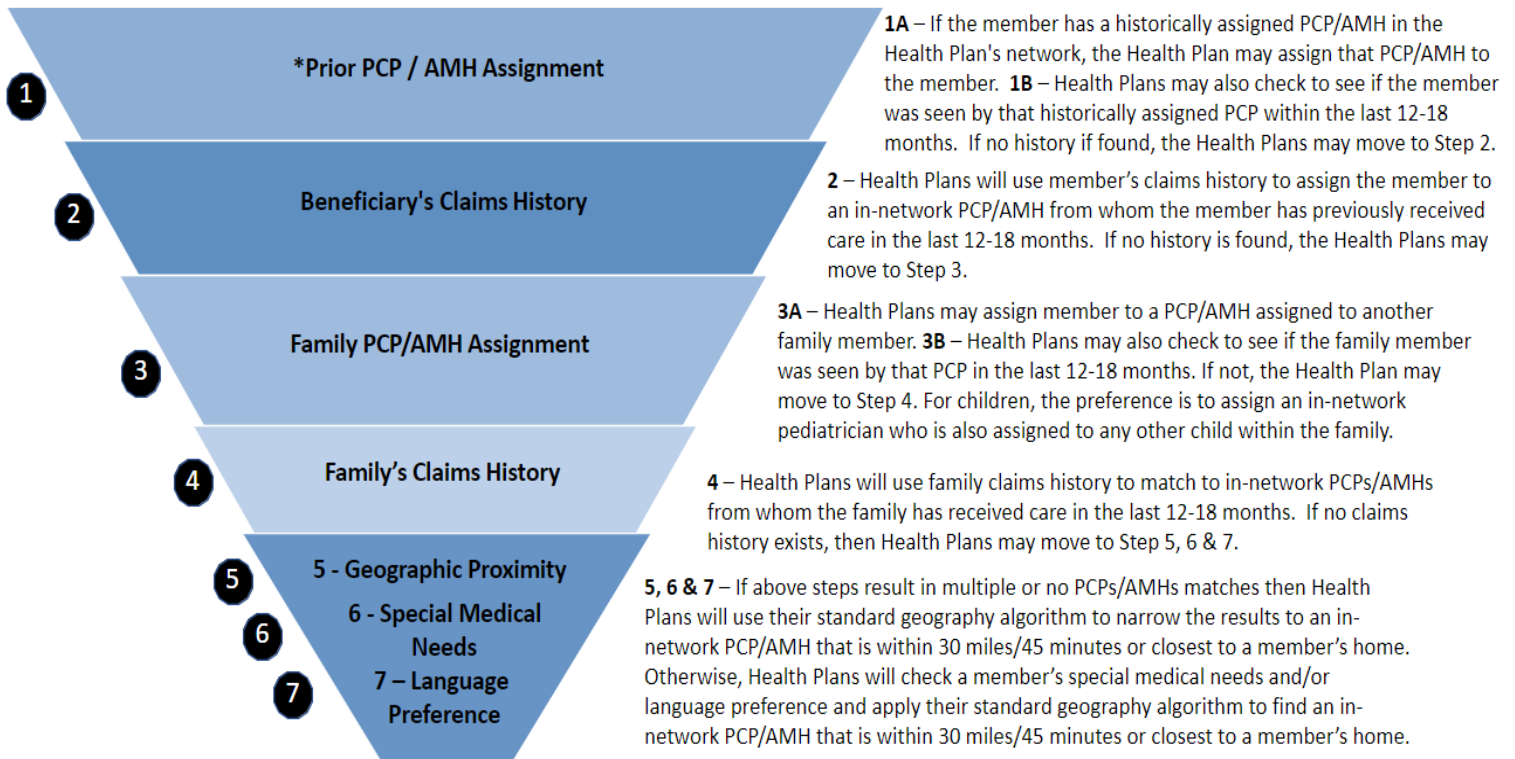 *Prior PCP / AMH Assignment
1
1A – If the member has a historically assigned PCP/AMH in the
Health Plan's network, the Health Plan may assign that PCP/AMH to
the member. 1B – Health Plans may also check to see if the member
was seen by that historically assigned PCP within the last 12-18
months. If no history if found, the Health Plans may move to Step 2.
Beneficiary's Claims History
2
2 – Health Plans will use member’s claims history to assign the member to
an in-network PCP/AMH from whom the member has previously received
care in the last 12-18 months. If no history is found, the Health Plans may
move to Step 3.
Family PCP/AMH Assignment
3
3A – Health Plans may assign member to a PCP/AMH assigned to another
family member. 3B – Health Plans may also check to see if the family member
was seen by that PCP in the last 12-18 months. If not, the Health Plan may
move to Step 4. For children, the preference is to assign an in-network
pediatrician who is also assigned to any other child within the family.
Family’s Claims History
4
4 – Health Plans will use family claims history to match to in-network PCPs/AMHs
from whom the family has received care in the last 12-18 months. If no claims
history exists, then Health Plans may move to Step 5, 6 & 7.
5
6
7
5 - Geographic Proximity
6 - Special Medical
Needs
7 – Language
Preference
5, 6 & 7 – If above steps result in multiple or no PCPs/AMHs matches then Health
Plans will use their standard geography algorithm to narrow the results to an in-
network PCP/AMH that is within 30 miles/45 minutes or closest to a member’s home.
Otherwise, Health Plans will check a member’s special medical needs and/or
language preference and apply their standard geography algorithm to find an in-
network PCP/AMH that is within 30 miles/45 minutes or closest to a member’s home.